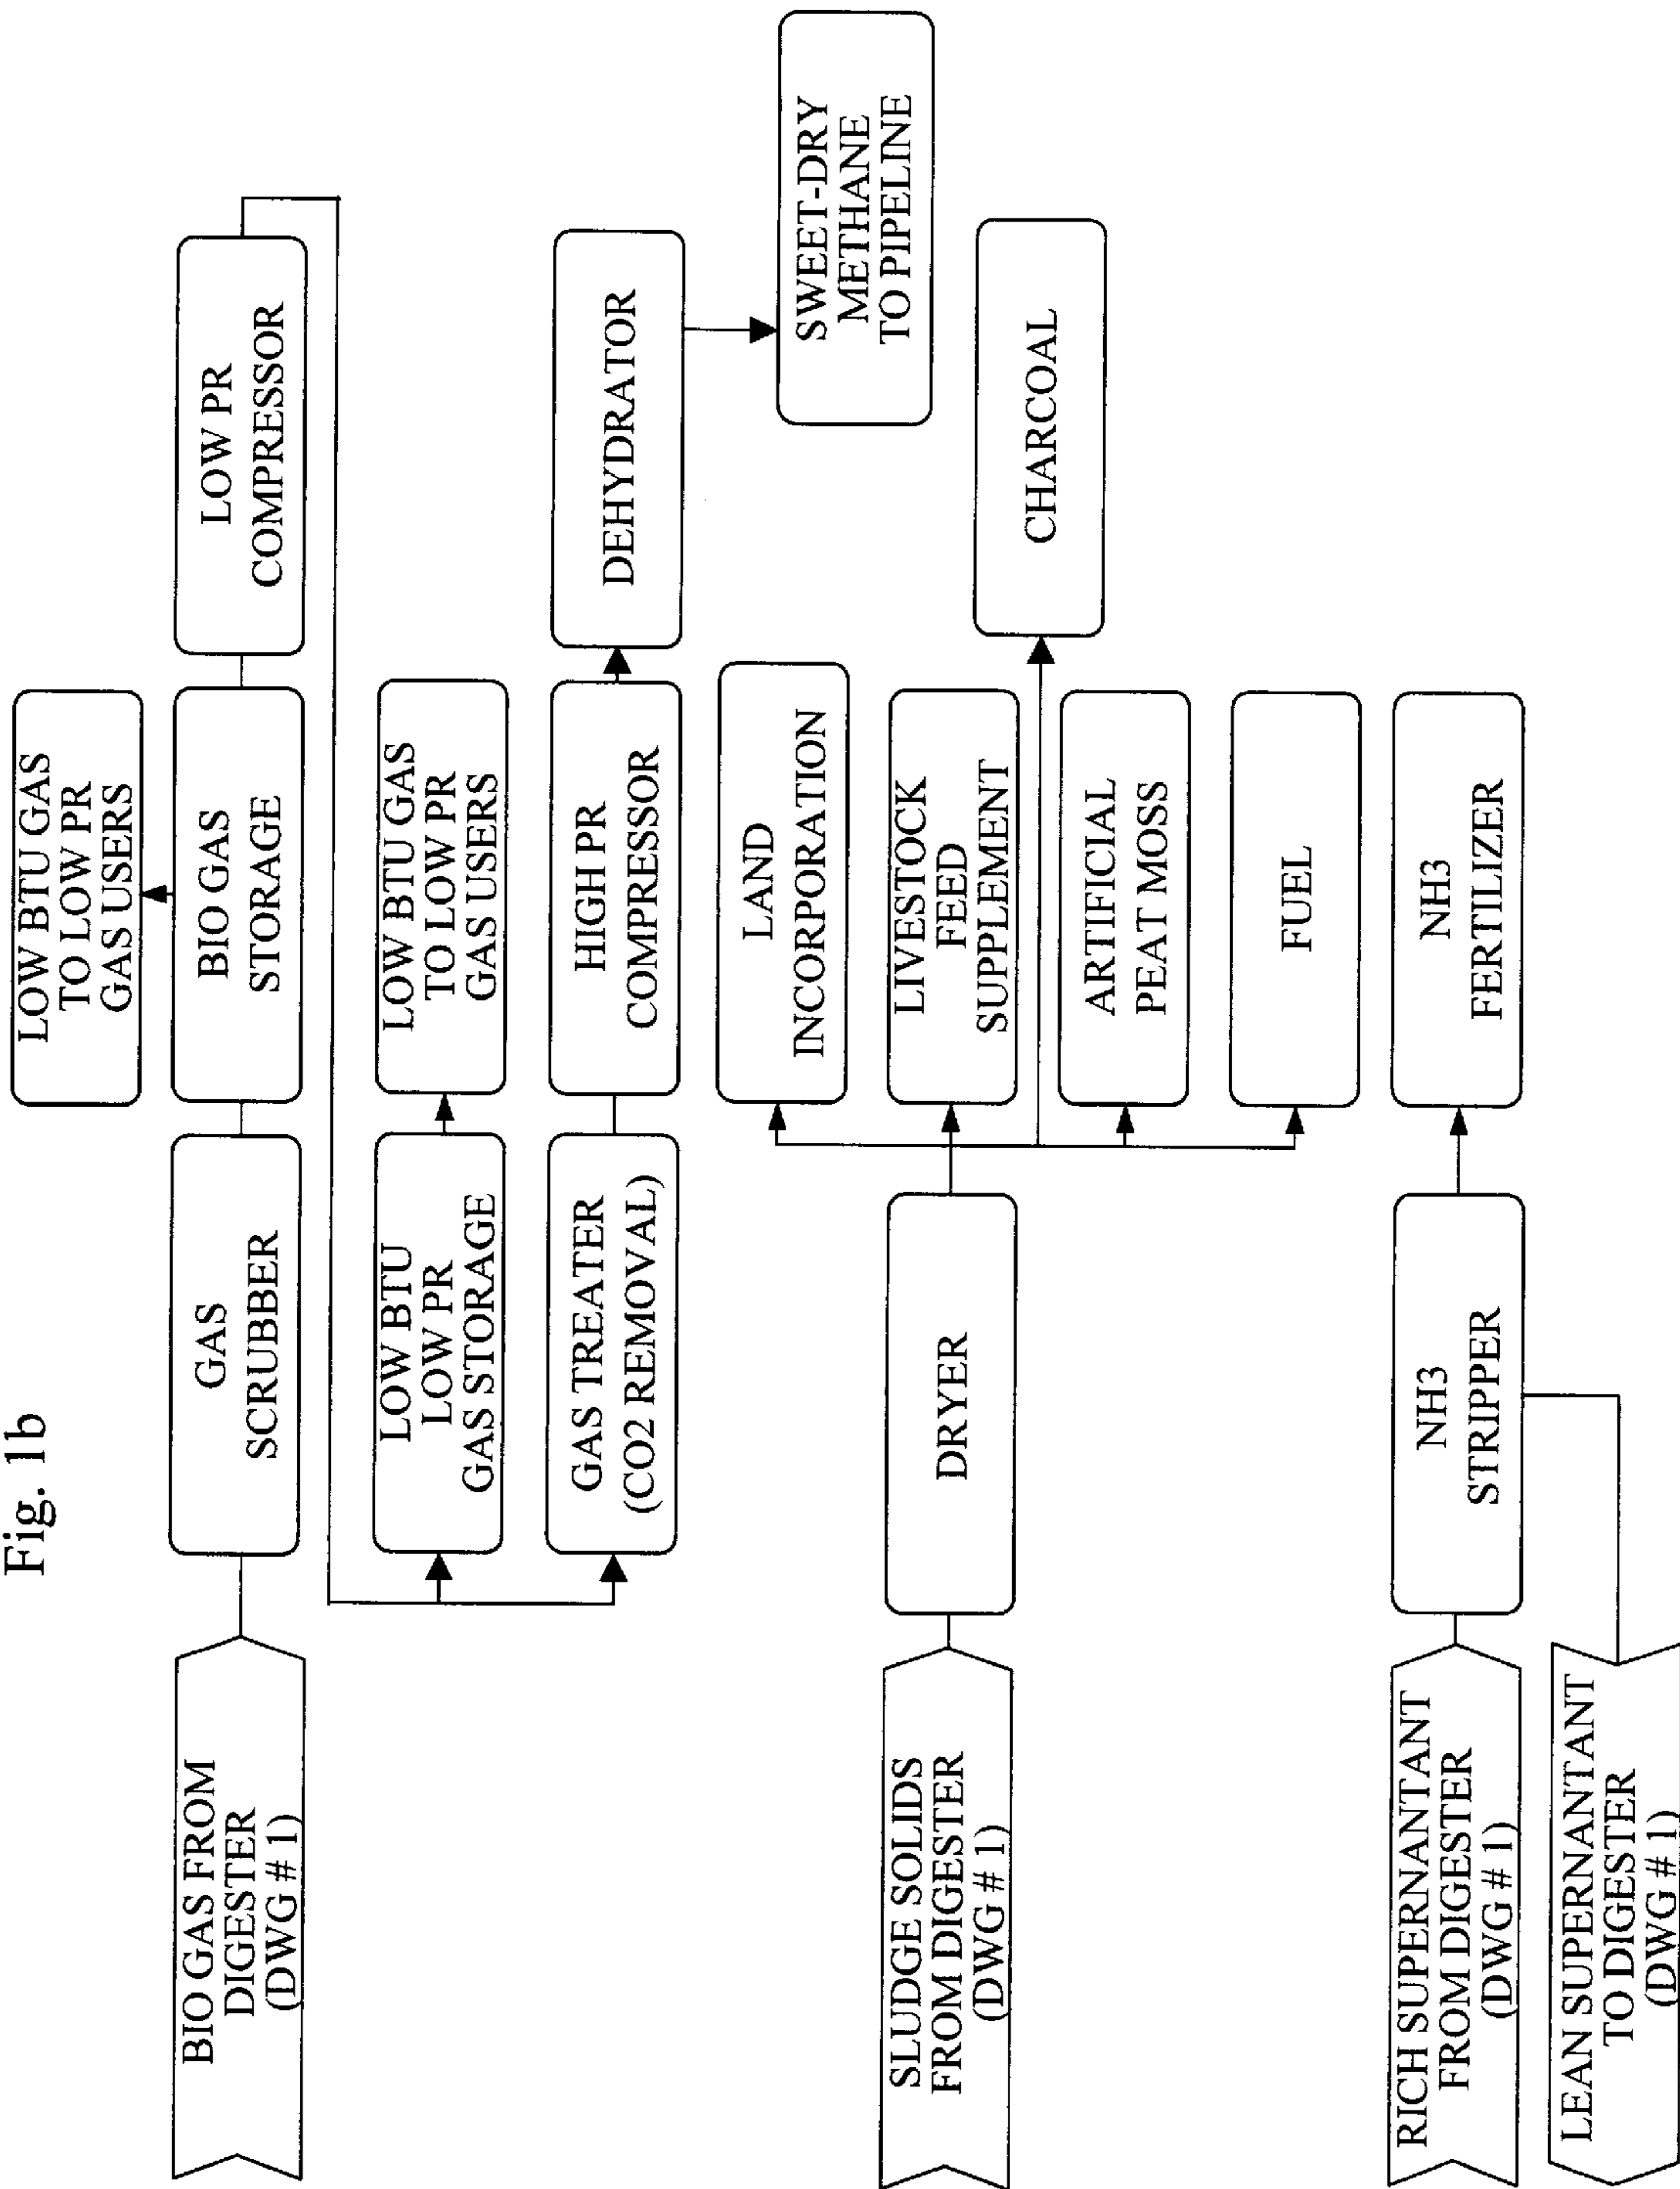 Fig. 1b
LOW BTU GAS
TO LOW PR
GAS USERS
BIO GAS FROM
DIGESTER
(DWG # 1)
GAS
SCRUBBER
BIO GAS
STORAGE
LOW PR
COMPRESSOR
LOW BTU
LOW PR
GAS STORAGE
LOW BTU GAS
TO LOW PR
GAS USERS
GAS TREATER
(CO2 REMOVAL)
HIGH PR
COMPRESSOR
DEHYDRATOR
SWEET-DRY
METHANE
TO PIPELINE
LAND
INCORPORATION
SLUDGE SOLIDS
FROM DIGESTER
(DWG # 1)
DRYER
LIVESTOCK
FEED
SUPPLEMENT
CHARCOAL
ARTIFICIAL
PEAT MOSS
FUEL
RICH SUPERNANTANT
FROM DIGESTER
(DWG # 1)
NH3
STRIPPER
NH3
FERTILIZER
LEAN SUPERNANTANT
TO DIGESTER
(DWG # 1)